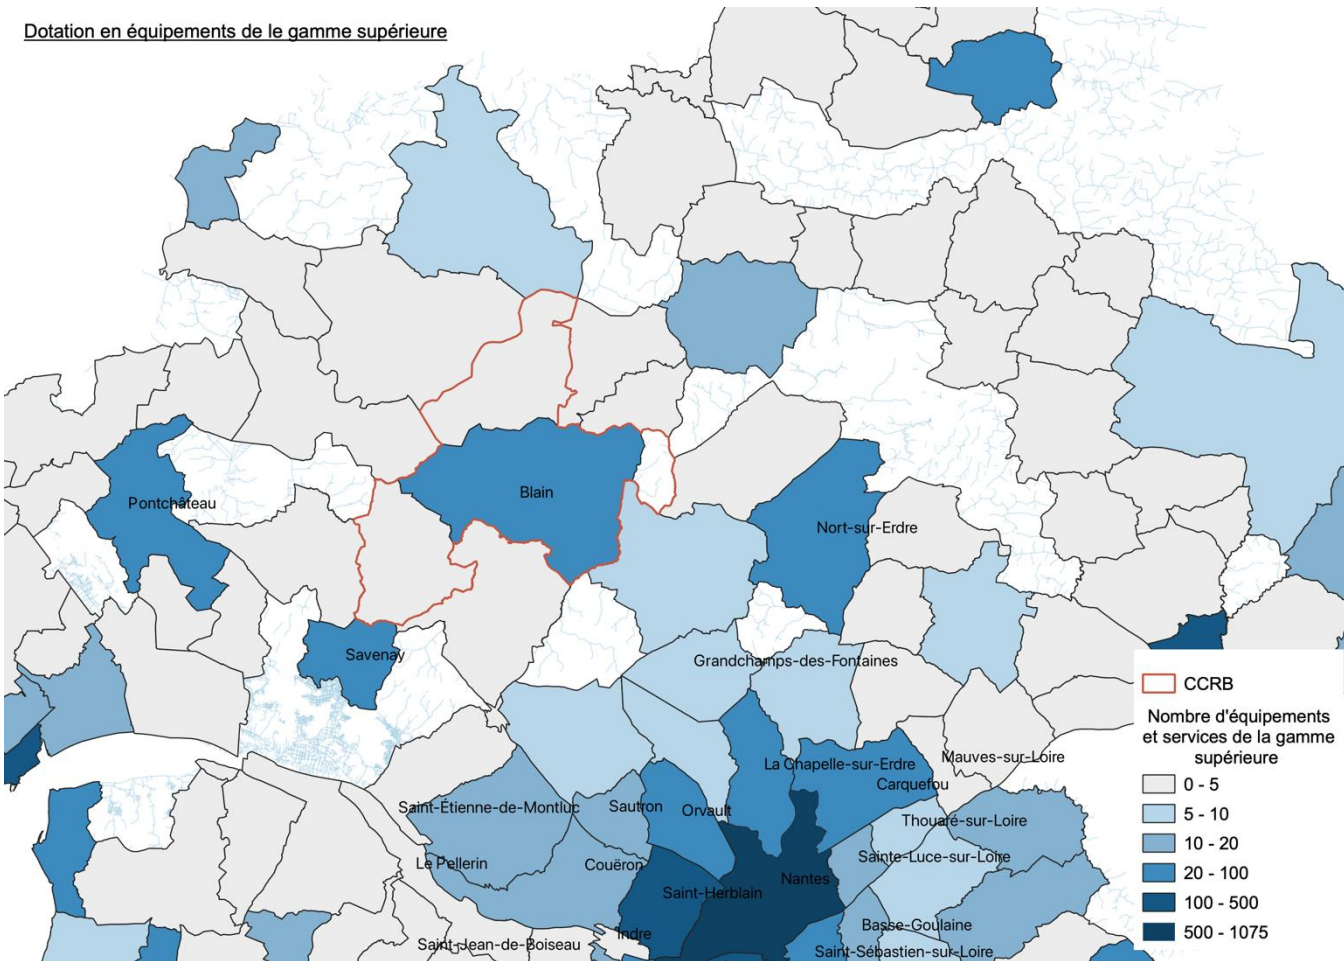 Dotation en équipements de le gamme supérieure
Pontchâteau
Blain
Nort-sur-Erdre
Savenay
Grandchamps-des-Fontaines
CCRB
Nombre d'équipements
et services de la gamme
supérieure
0 - 5
5 - 10
10 - 20
20 - 100
100 - 500
500 - 1075
Mauves-sur-Loire
La Chapelle-sur-Erdre
Carquefou
Saint-Étienne-de-Montluc
Sautron
Orvault
Thouaré-sur-Loire
Le Pellerin
Couëron
Sainte-Luce-sur-Loire
Saint-Herblain
Nantes
Indre
Basse-Goulaine
Saint-Jean-de-Boiseau
Saint-Sébastien-sur-Loire